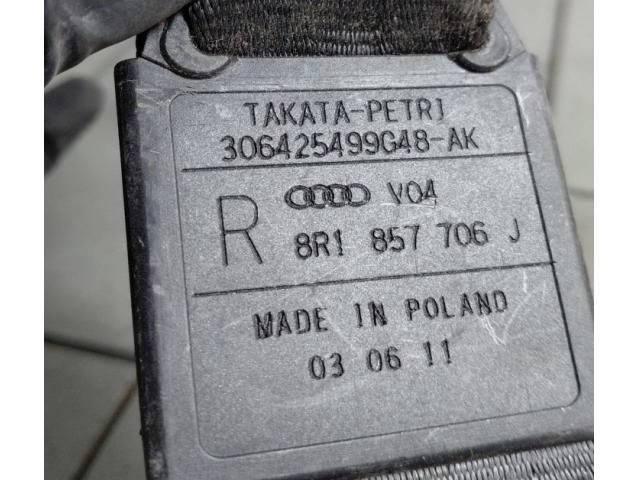 TAKATA-PETRI
306425499G48-AK
R V04
8R1 857 706 J
MADE IN POLAND
03 06 11